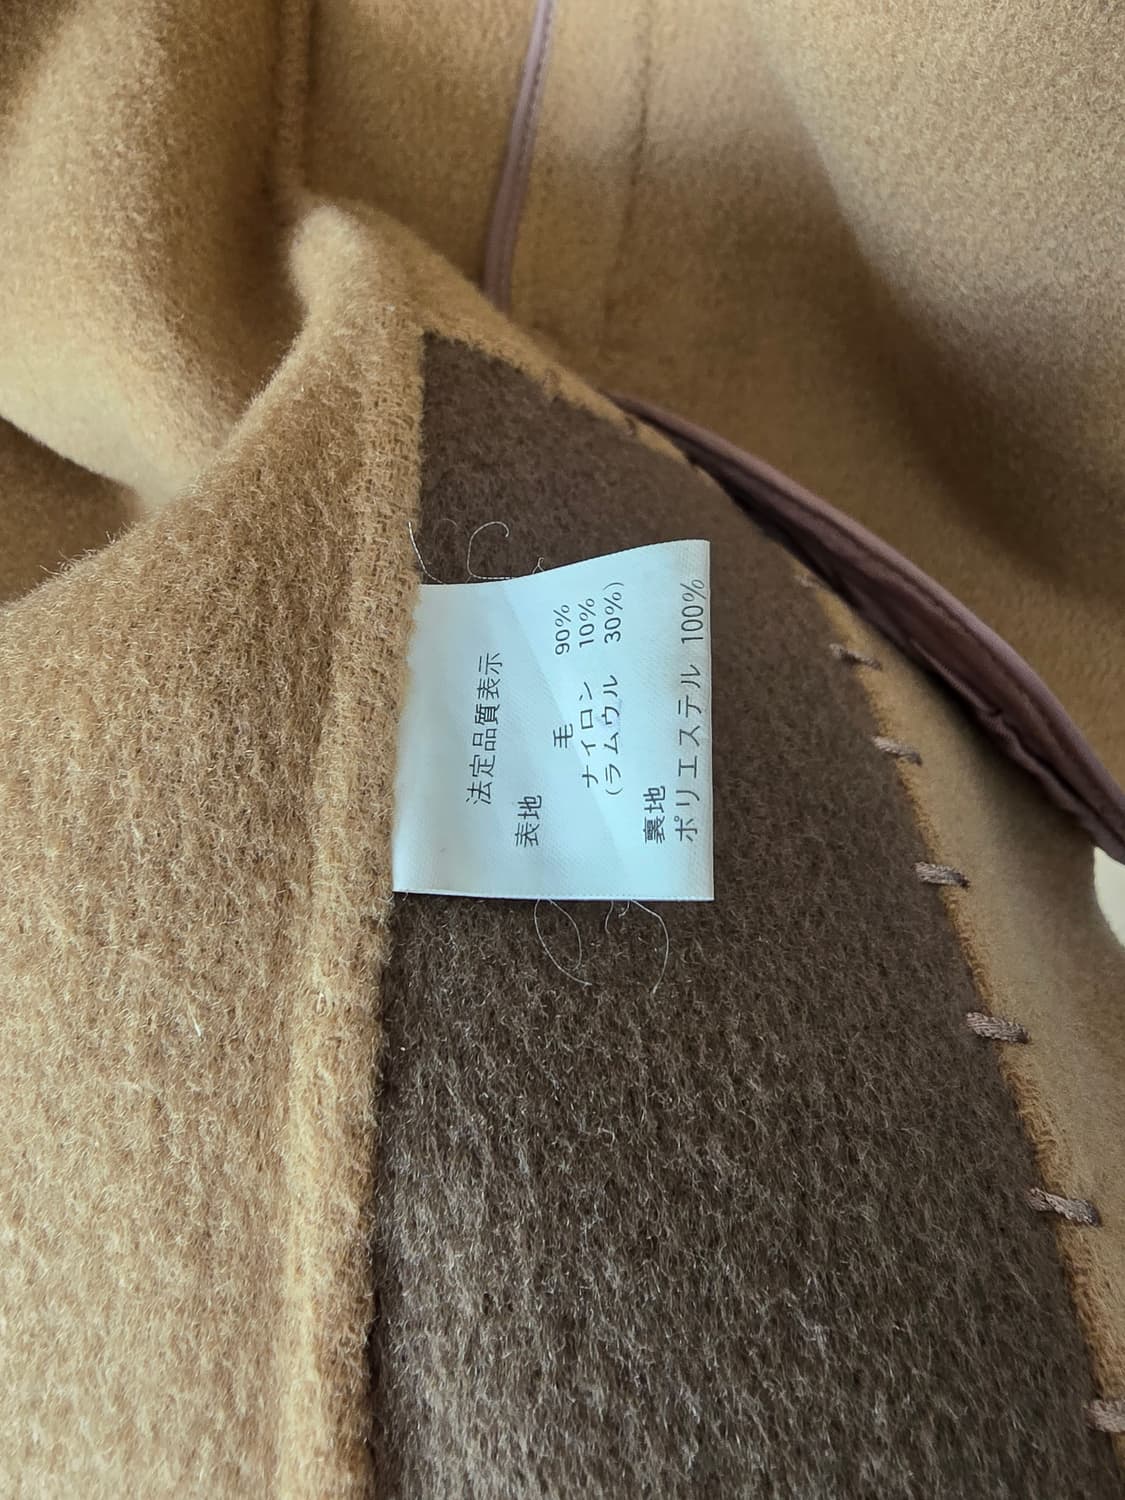 法定品質表示
表地
毛 90%
ナイロン 10%
(ラムウル 30%)
裏地
ポリエステル 100%